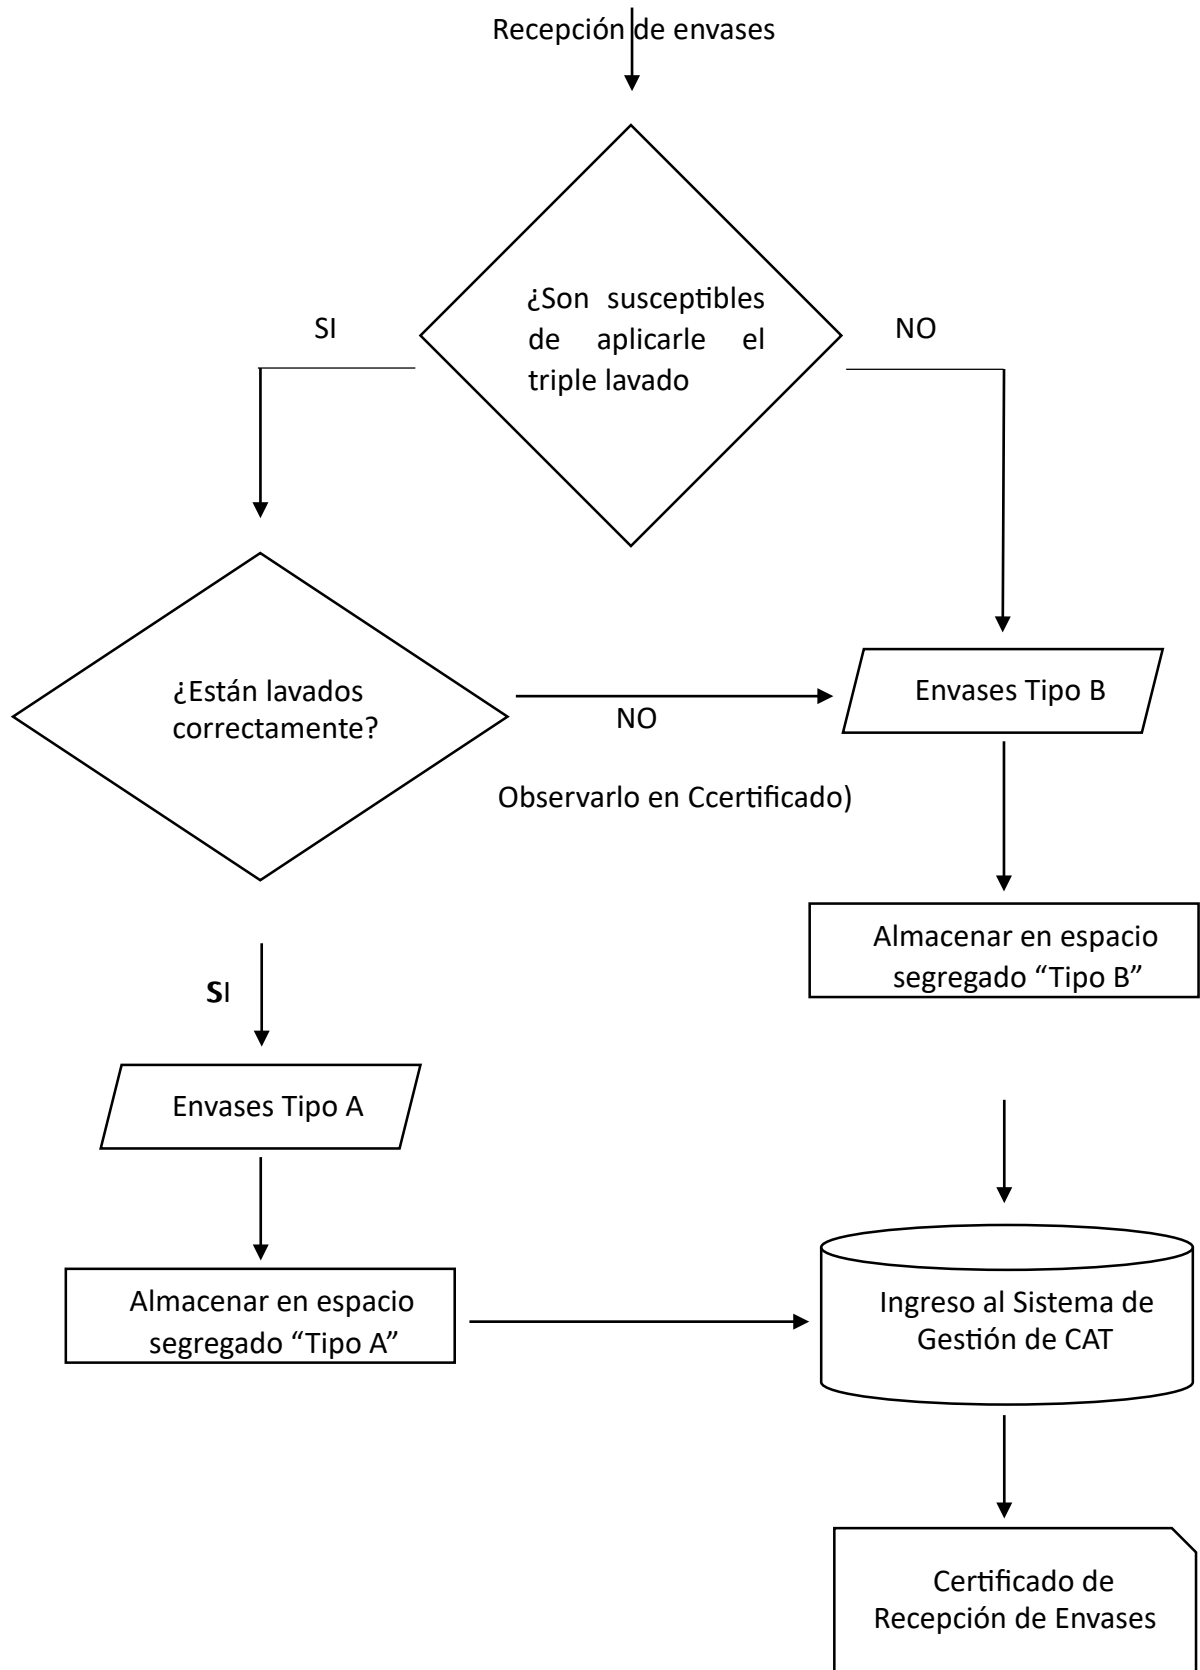 Recepción de envases
¿Son susceptibles
de aplicarle el
triple lavado
SI
NO
¿Están lavados
correctamente?
NO
Envases Tipo B
Observarlo en Ccertificado)
Almacenar en espacio
segregado “Tipo B”
SI
Envases Tipo A
Almacenar en espacio
segregado “Tipo A”
Ingreso al Sistema de
Gestión de CAT
Certificado de
Recepción de Envases